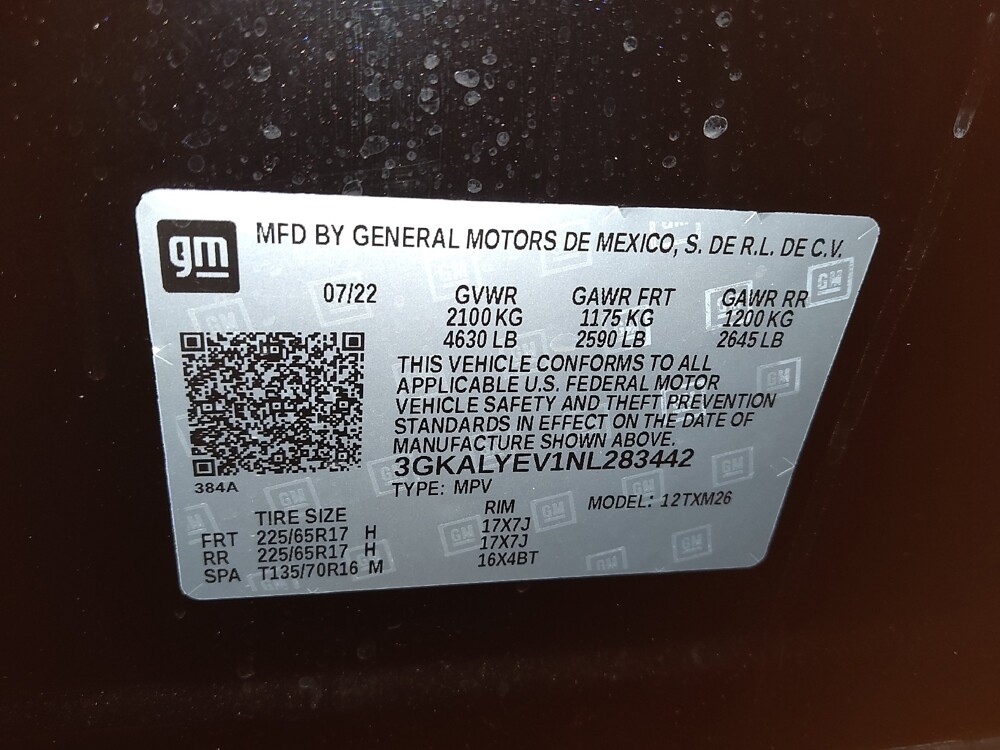 gm
MFD BY GENERAL MOTORS DE MEXICO, S. DE R.L. DE C.V.
07/22 GVWR GAWR FRT GAWR RR
2100 KG 1175 KG 1200 KG
4630 LB 2590 LB 2645 LB
THIS VEHICLE CONFORMS TO ALL
APPLICABLE U.S. FEDERAL MOTOR
VEHICLE SAFETY AND THEFT PREVENTION
STANDARDS IN EFFECT ON THE DATE OF
MANUFACTURE SHOWN ABOVE.
3GKALYEV1NL283442
384A
TYPE: MPV
MODEL: 12TXM26
TIRE SIZE RIM
FRT 225/65R17 H 17X7J
RR 225/65R17 H 17X7J
SPA T135/70R16 M 16X4BT